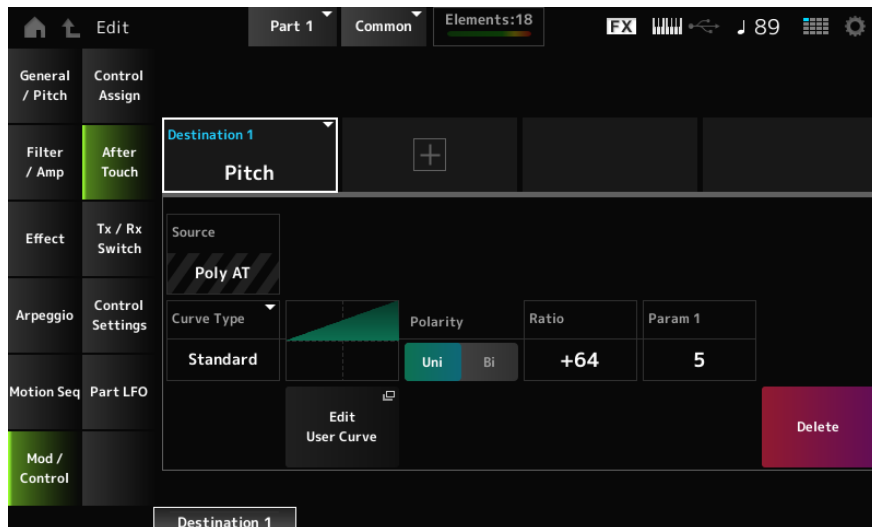 Edit
Part 1
Common
Elements:18
FX
89
General
/ Pitch
Control
Assign
Filter
/ Amp
After
Touch
Destination 1
Pitch
Effect
Tx / Rx
Switch
Source
Poly AT
Arpeggio
Control
Settings
Curve Type
Standard
Polarity
Uni
Bi
Ratio
+64
Param 1
5
Motion Seq
Part LFO
Edit
User Curve
Delete
Mod /
Control
Destination 1